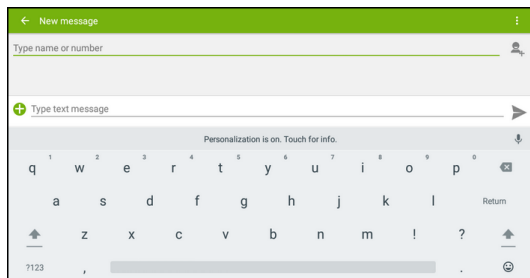 New message
Type name or number
Type text message
Personalization is on. Touch for info.
q 1 w 2 e 3 r 4 t 5 y 6 u 7 i 8 o 9 p 0
a s d f g h j k l Return
z x c v b n m ! ?
?123 , .